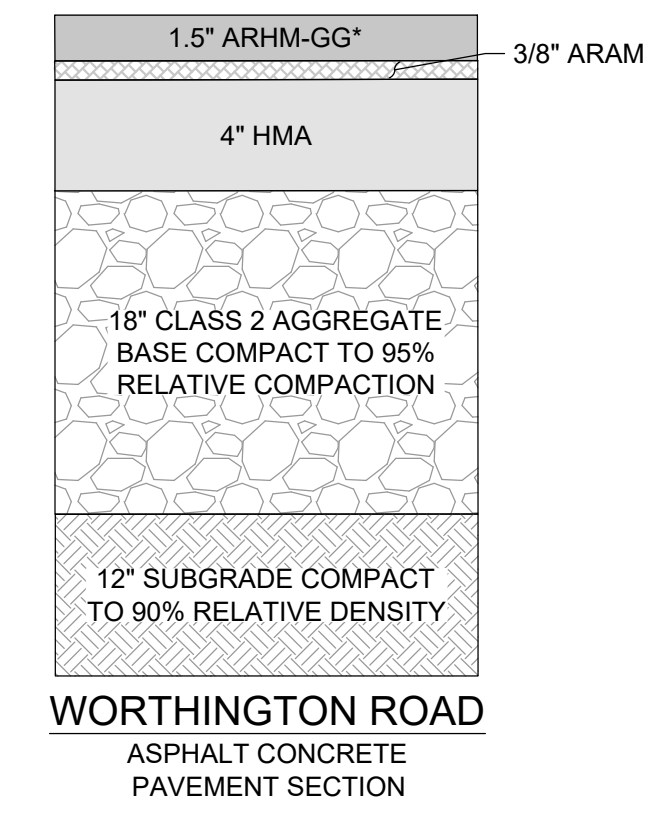 1.5" ARHM-GG*
3/8" ARAM
4" HMA
18" CLASS 2 AGGREGATE
BASE COMPACT TO 95%
RELATIVE COMPACTION
12" SUBGRADE COMPACT
TO 90% RELATIVE DENSITY
WORTHINGTON ROAD
ASPHALT CONCRETE
PAVEMENT SECTION